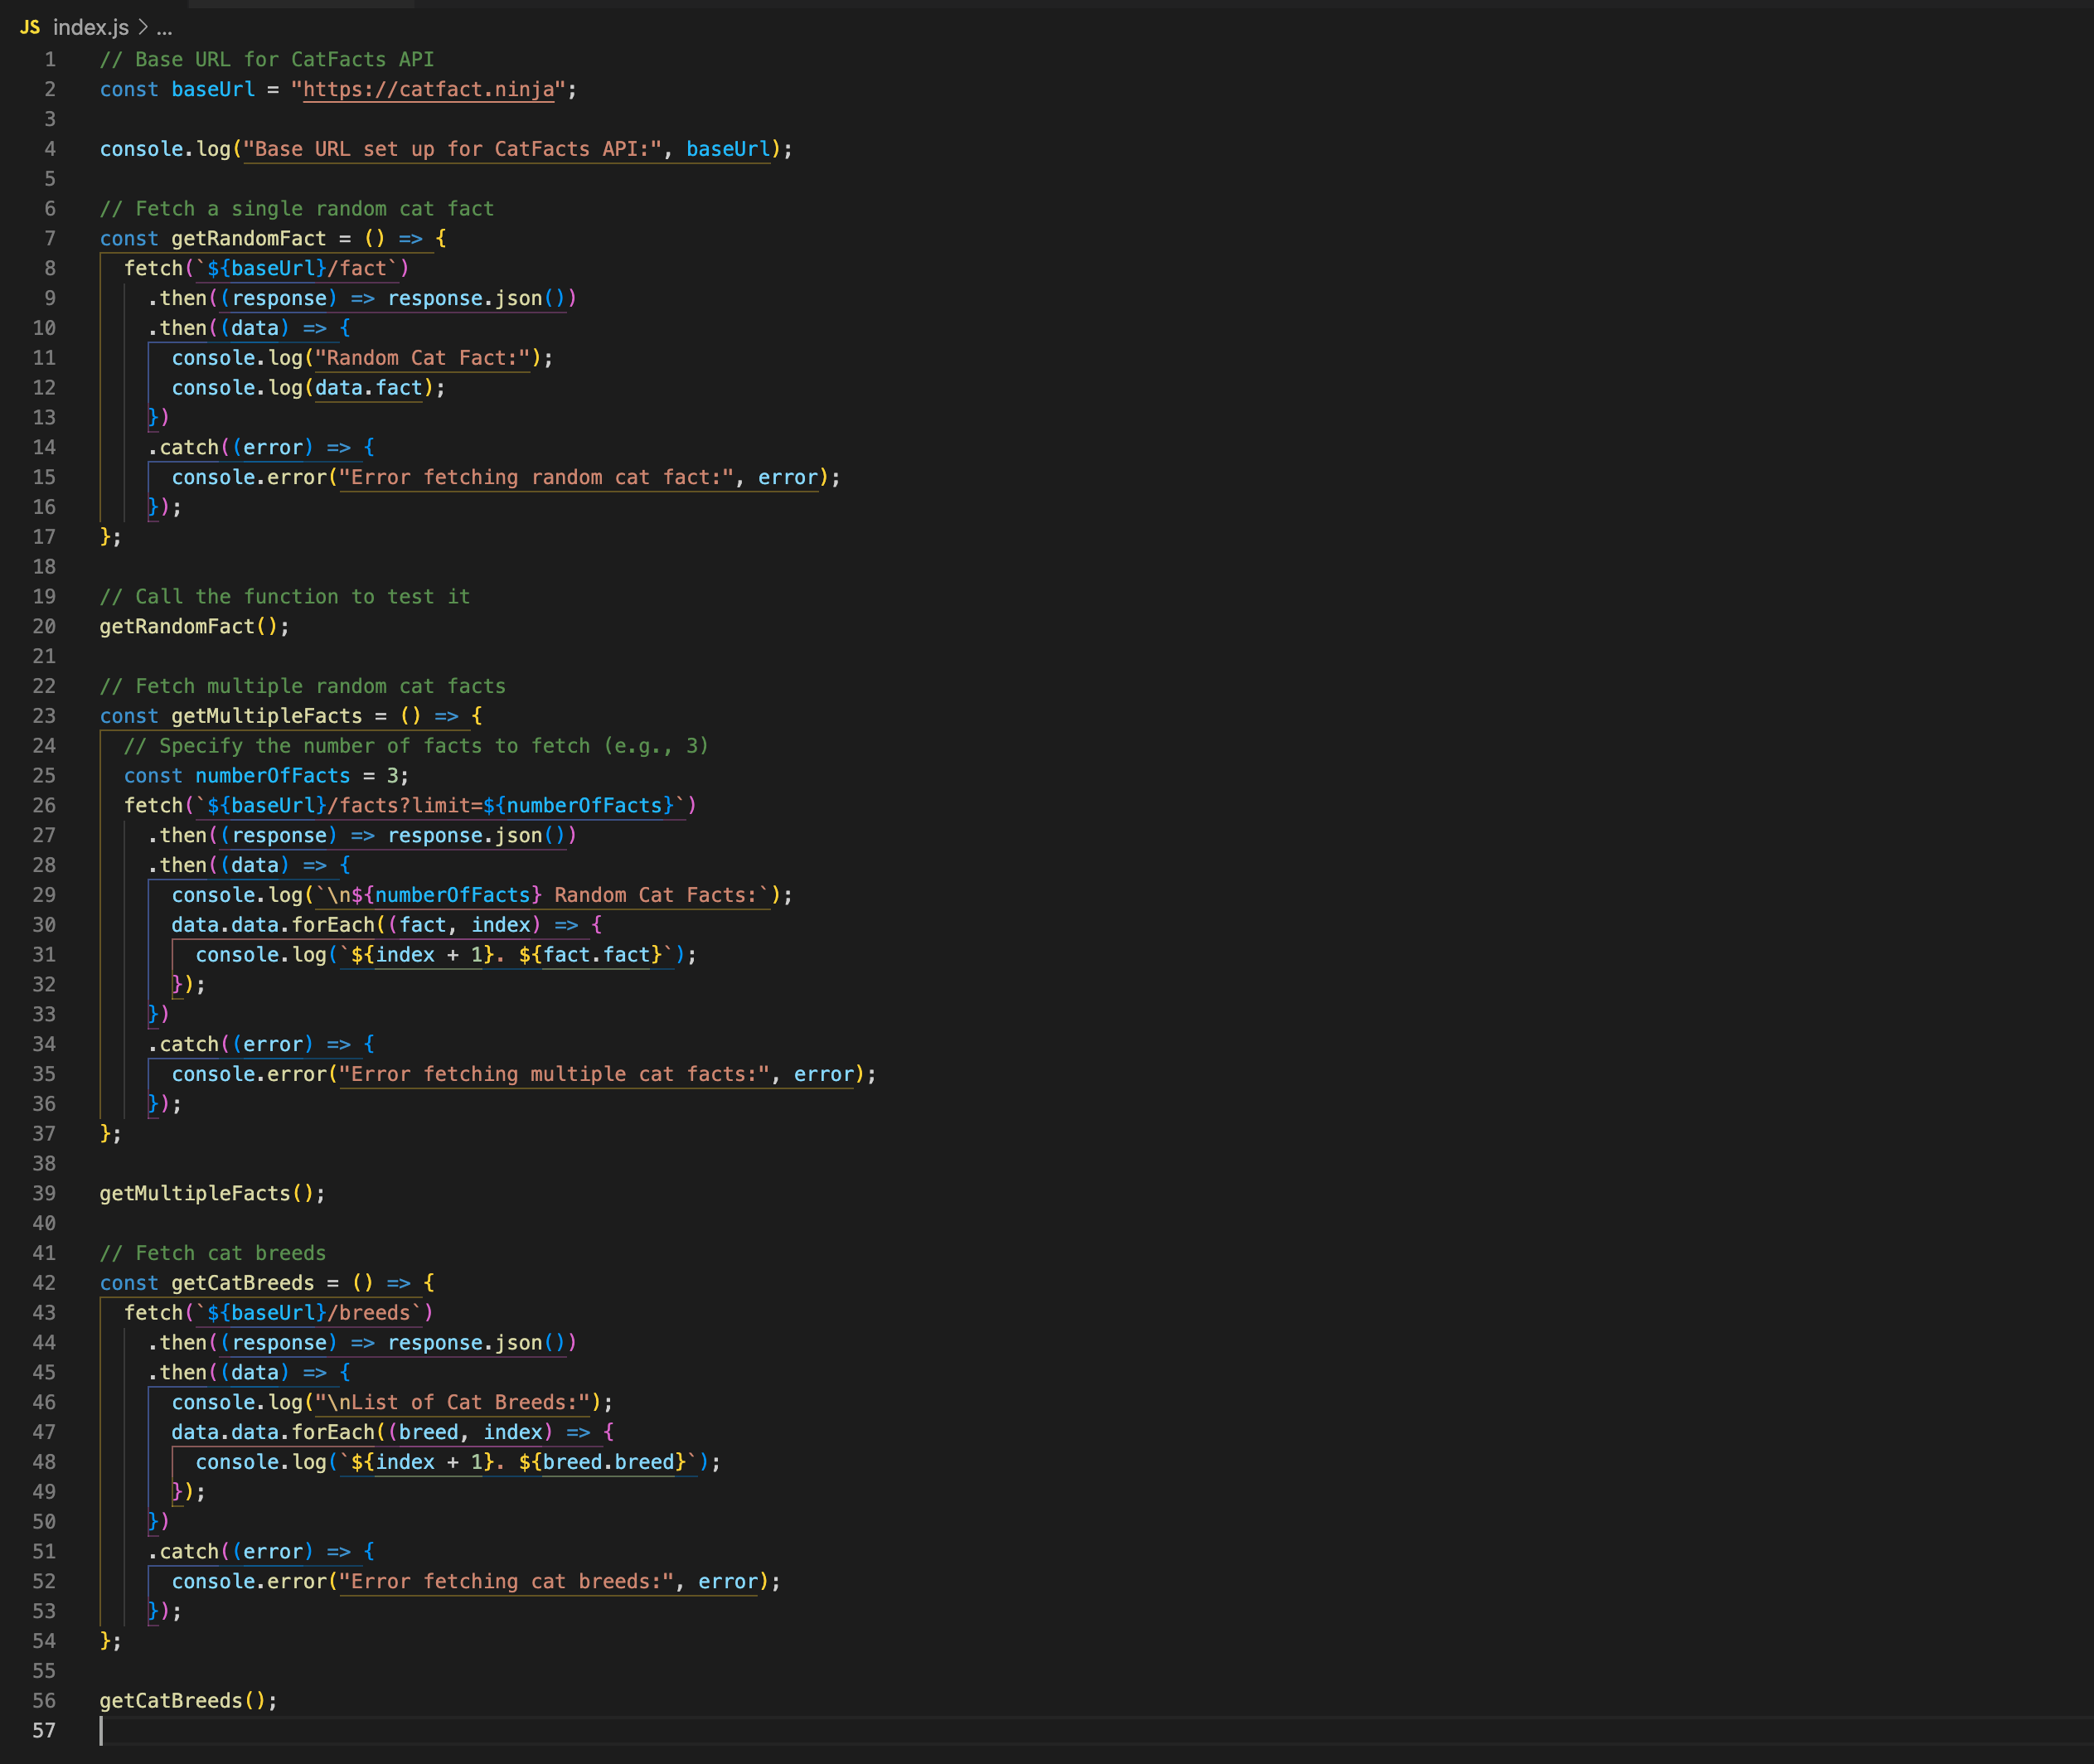 JS index.js > ...
1 // Base URL for CatFacts API
2 const baseUrl = "https://catfact.ninja";
3
4 console.log("Base URL set up for CatFacts API:", baseUrl);
5
6 // Fetch a single random cat fact
7 const getRandomFact = () => {
8   fetch(`${baseUrl}/fact`)
9     .then((response) => response.json())
10     .then((data) => {
11       console.log("Random Cat Fact:");
12       console.log(data.fact);
13     })
14     .catch((error) => {
15       console.error("Error fetching random cat fact:", error);
16     });
17 };
18
19 // Call the function to test it
20 getRandomFact();
21
22 // Fetch multiple random cat facts
23 const getMultipleFacts = () => {
24   // Specify the number of facts to fetch (e.g., 3)
25   const numberOfFacts = 3;
26   fetch(`${baseUrl}/facts?limit=${numberOfFacts}`)
27     .then((response) => response.json())
28     .then((data) => {
29       console.log(`\n${numberOfFacts} Random Cat Facts:`);
30       data.data.forEach((fact, index) => {
31         console.log(`${index + 1}. ${fact.fact}`);
32       });
33     })
34     .catch((error) => {
35       console.error("Error fetching multiple cat facts:", error);
36     });
37 };
38
39 getMultipleFacts();
40
41 // Fetch cat breeds
42 const getCatBreeds = () => {
43   fetch(`${baseUrl}/breeds`)
44     .then((response) => response.json())
45     .then((data) => {
46       console.log("\nList of Cat Breeds:");
47       data.data.forEach((breed, index) => {
48         console.log(`${index + 1}. ${breed.breed}`);
49       });
50     })
51     .catch((error) => {
52       console.error("Error fetching cat breeds:", error);
53     });
54 };
55
56 getCatBreeds();
57